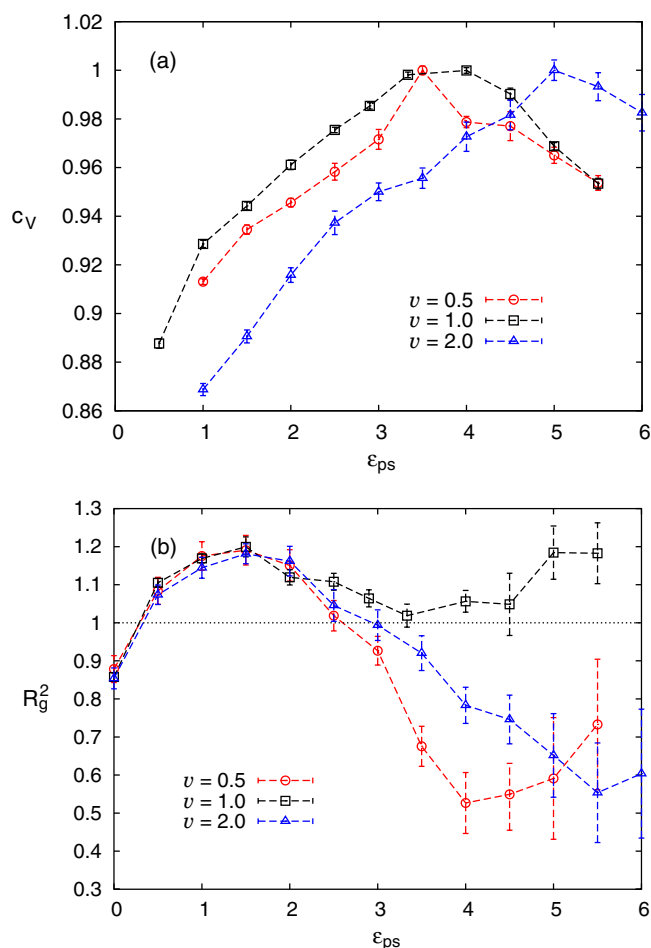 (a)
1
0.98
0.96
0.94
0.92
0.9
0.88
0.86
c_V
v = 0.5
v = 1.0
v = 2.0
0 1 2 3 4 5 6
ε_ps
(b)
1.3
1.2
1.1
1
0.9
0.8
0.7
0.6
0.5
0.4
0.3
R_g^2
v = 0.5
v = 1.0
v = 2.0
0 1 2 3 4 5 6
ε_ps